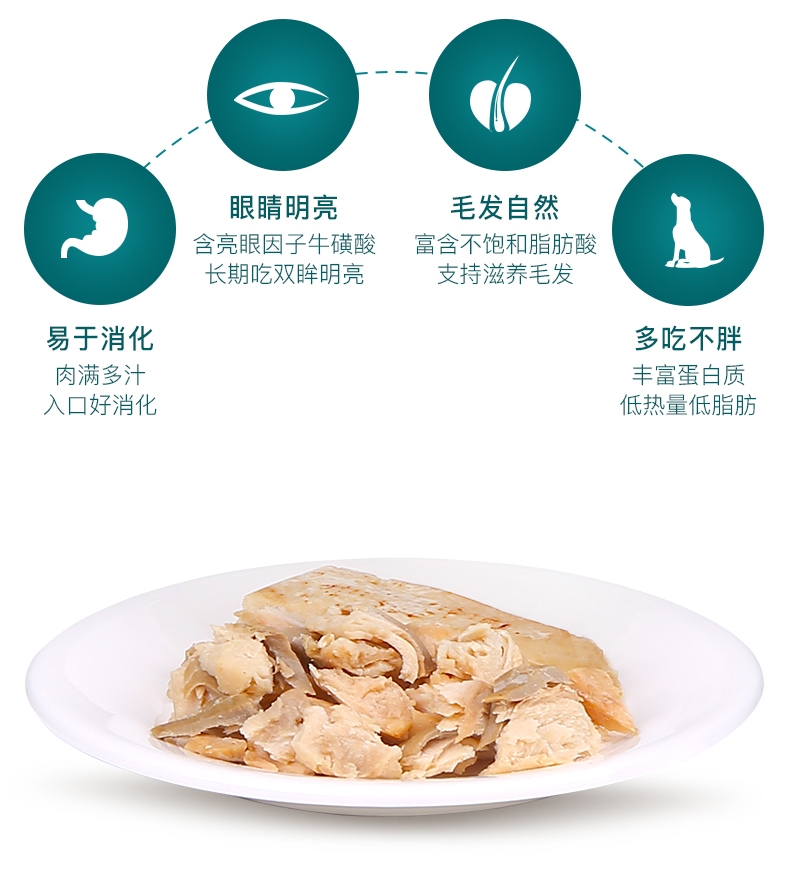 眼睛明亮
含亮眼因子牛磺酸
长期吃双眸明亮
毛发自然
富含不饱和脂肪酸
支持滋养毛发
易于消化
肉满多汁
入口好消化
多吃不胖
丰富蛋白质
低热量低脂肪